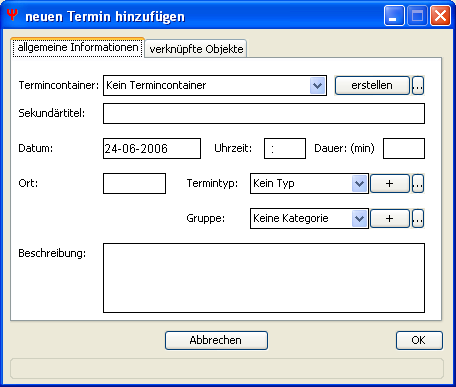 neuen Termin hinzufügen
allgemeine Informationen verknüpfte Objekte
Termincontainer: Kein Termincontainer erstellen ...
Sekundärtitel:
Datum: 24-06-2006 Uhrzeit: : Dauer: (min)
Ort: Termintyp: Kein Typ + ...
Gruppe: Keine Kategorie + ...
Beschreibung:
Abbrechen OK